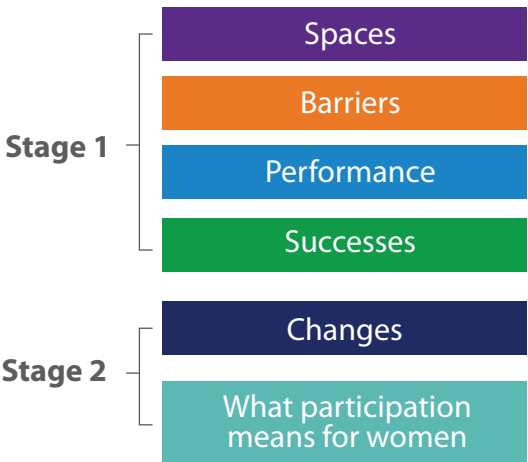 Stage 1
Spaces
Barriers
Performance
Successes
Stage 2
Changes
What participation
means for women